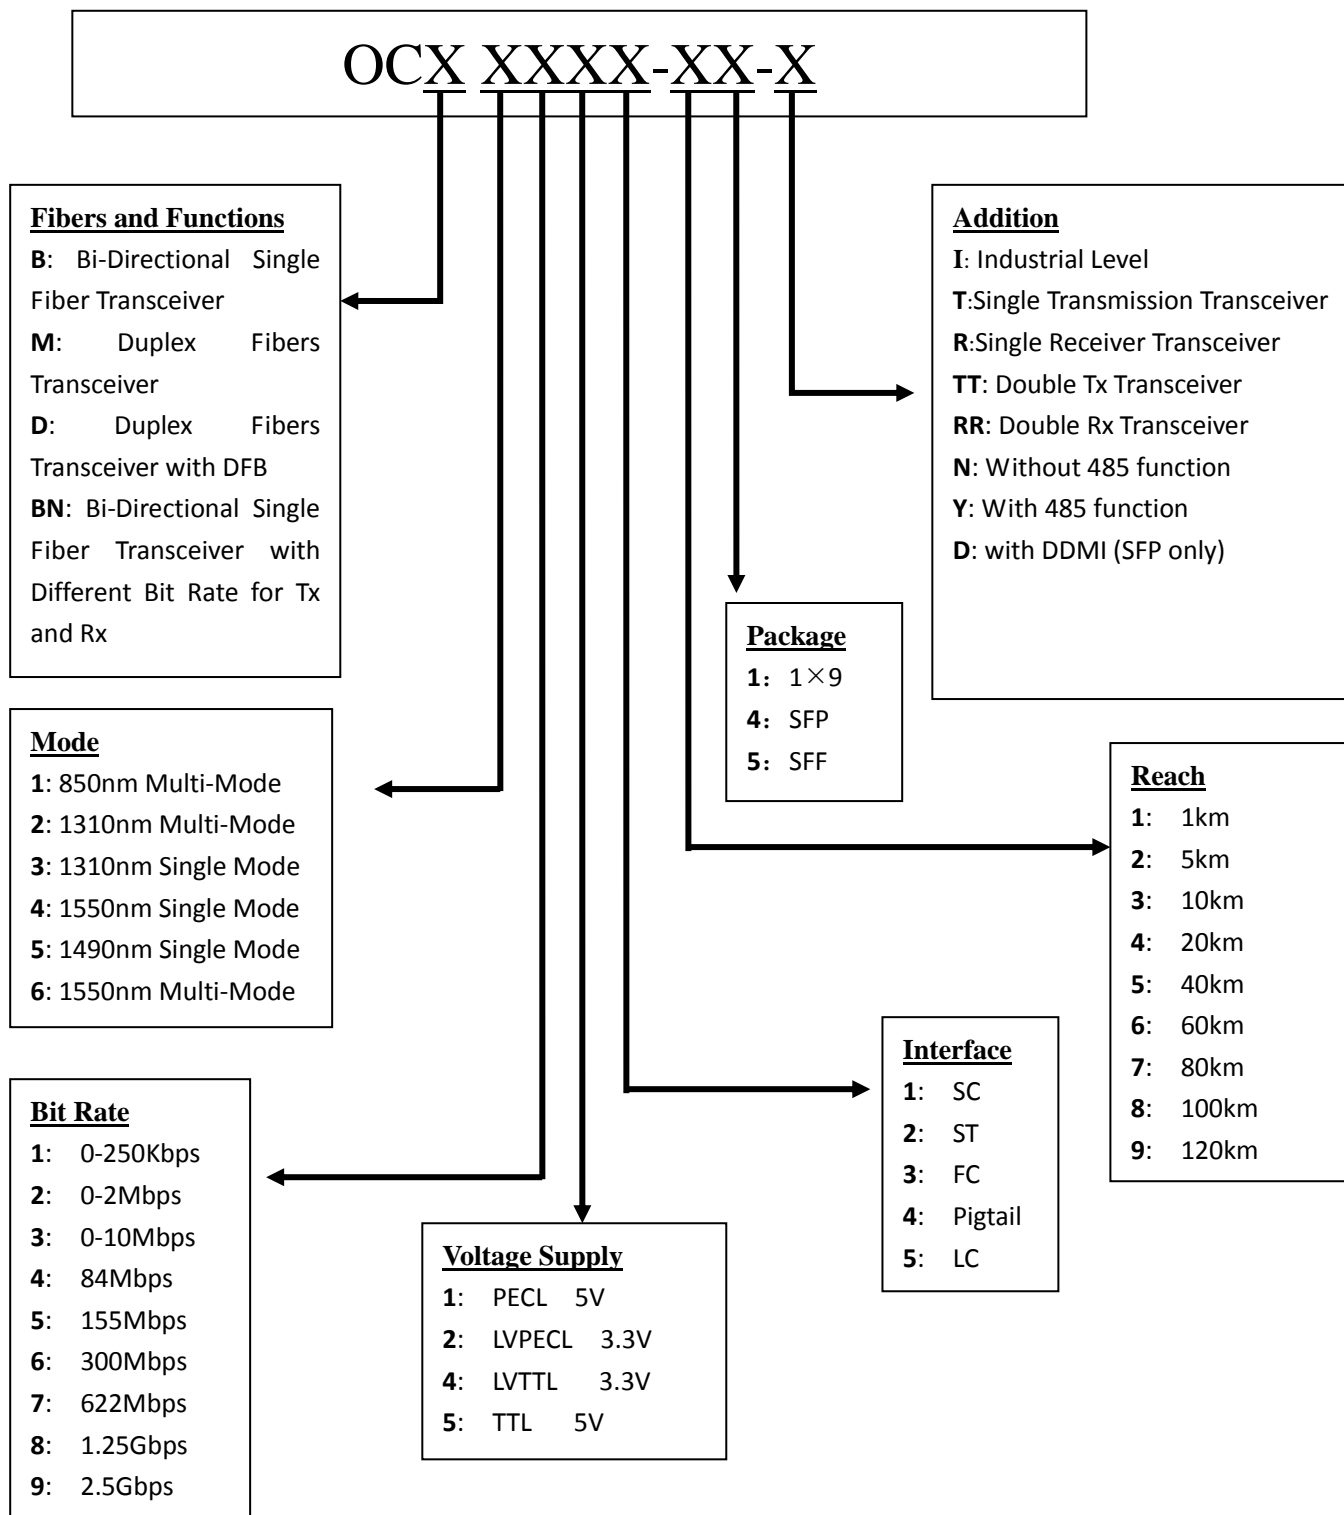 OCX XXXX-XX-X
Fibers and Functions
B: Bi-Directional Single
Fiber Transceiver
M: Duplex Fibers
Transceiver
D: Duplex Fibers
Transceiver with DFB
BN: Bi-Directional Single
Fiber Transceiver with
Different Bit Rate for Tx
and Rx
Addition
I: Industrial Level
T:Single Transmission Transceiver
R:Single Receiver Transceiver
TT: Double Tx Transceiver
RR: Double Rx Transceiver
N: Without 485 function
Y: With 485 function
D: with DDMI (SFP only)
Package
1: 1×9
4: SFP
5: SFF
Mode
1: 850nm Multi-Mode
2: 1310nm Multi-Mode
3: 1310nm Single Mode
4: 1550nm Single Mode
5: 1490nm Single Mode
6: 1550nm Multi-Mode
Reach
1: 1km
2: 5km
3: 10km
4: 20km
5: 40km
6: 60km
7: 80km
8: 100km
9: 120km
Interface
1: SC
2: ST
3: FC
4: Pigtail
5: LC
Bit Rate
1: 0-250Kbps
2: 0-2Mbps
3: 0-10Mbps
4: 84Mbps
5: 155Mbps
6: 300Mbps
7: 622Mbps
8: 1.25Gbps
9: 2.5Gbps
Voltage Supply
1: PECL 5V
2: LVPECL 3.3V
4: LVTTL 3.3V
5: TTL 5V